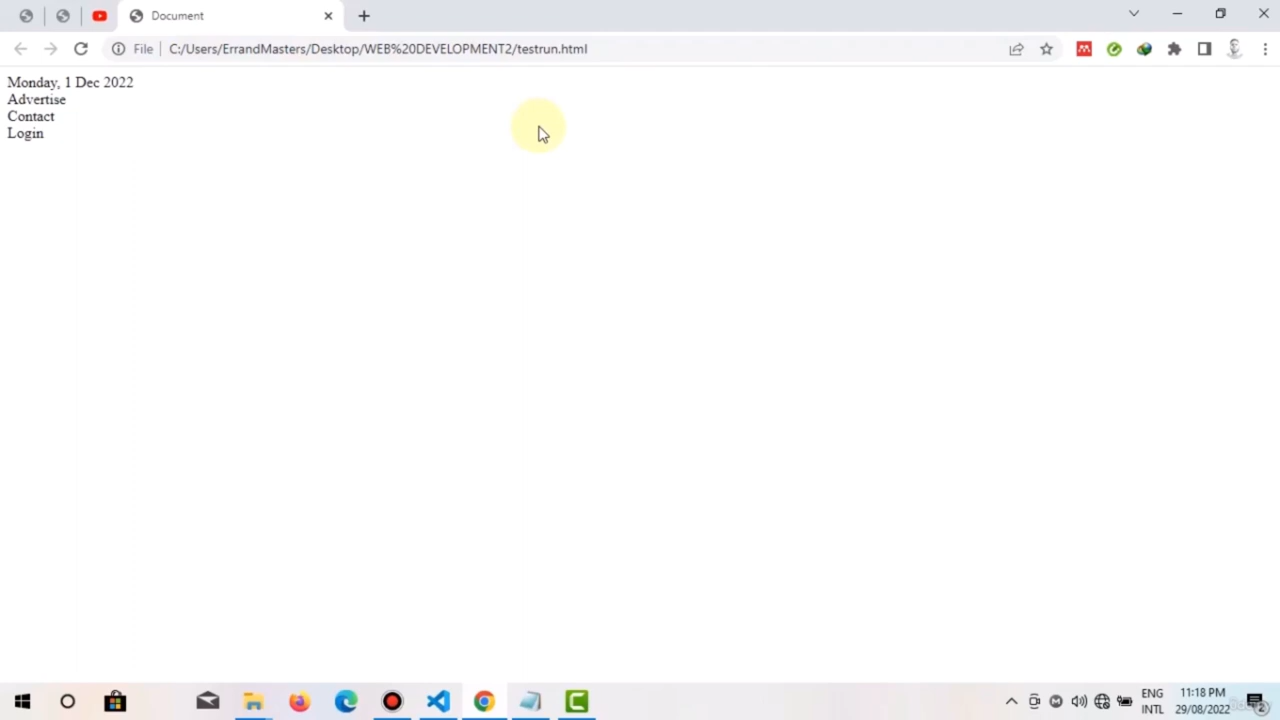 Document
File
C:/Users/ErrandMasters/Desktop/WEB%20DEVELOPMENT2/testrun.html
Monday, 1 Dec 2022
Advertise
Contact
Login
ENG
INTL
11:18 PM
29/08/2022
2